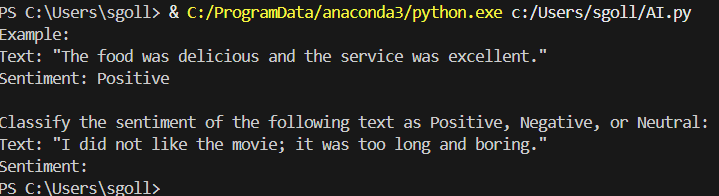 PS C:\Users\sgoll> & C:/ProgramData/anaconda3/python.exe c:/Users/sgoll/AI.py
Example:
Text: "The food was delicious and the service was excellent."
Sentiment: Positive
Classify the sentiment of the following text as Positive, Negative, or Neutral:
Text: "I did not like the movie; it was too long and boring."
Sentiment:
PS C:\Users\sgoll>